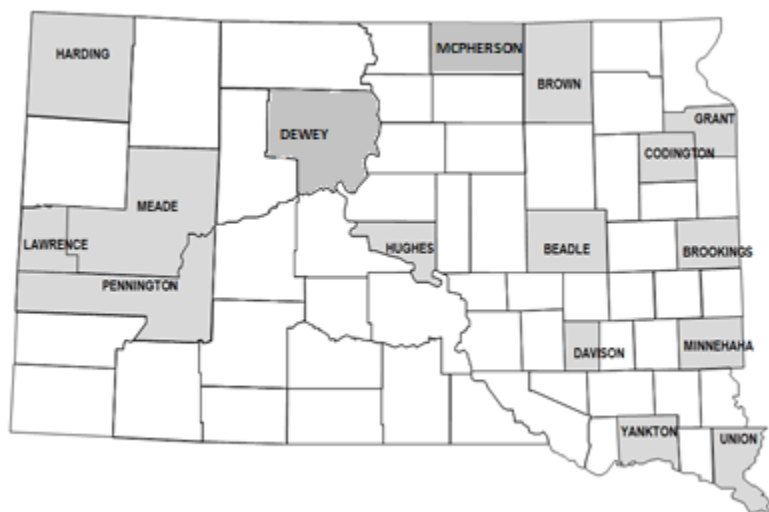 HARDING
MCPHERSON
BROWN
GRANT
DEWEY
CODINGTON
MEADE
LAWRENCE
HUGHES
BEADLE
BROOKINGS
PENNINGTON
DAVISON
MINNEHAHA
YANKTON
UNION